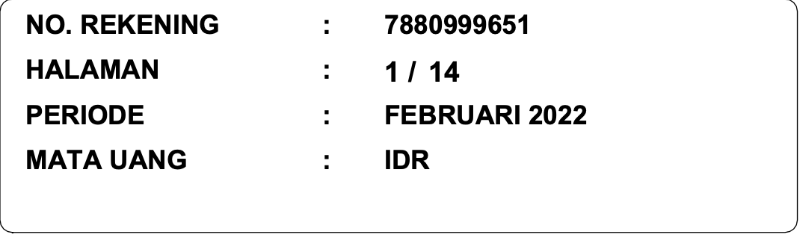 NO. REKENING : 7880999651
HALAMAN : 1 / 14
PERIODE : FEBRUARI 2022
MATA UANG : IDR